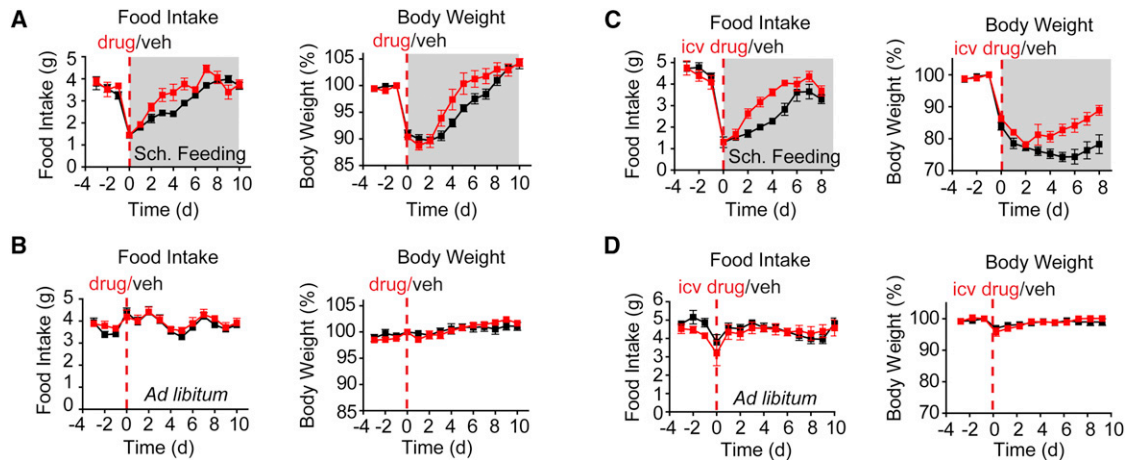 A
Food Intake
drug/veh
Food Intake (g)
5
4
3
2
1
0
Sch. Feeding
-4 -2 0 2 4 6 8 10
Time (d)
Body Weight
drug/veh
Body Weight (%)
105
100
95
90
85
-4 -2 0 2 4 6 8 10
Time (d)
B
Food Intake
drug/veh
Food Intake (g)
5
4
3
2
1
0
Ad libitum
-4 -2 0 2 4 6 8 10
Time (d)
Body Weight
drug/veh
Body Weight (%)
105
100
95
90
85
-4 -2 0 2 4 6 8 10
Time (d)
C
Food Intake
icv drug/veh
Food Intake (g)
5
4
3
2
1
0
Sch. Feeding
-4 -2 0 2 4 6 8
Time (d)
Body Weight
icv drug/veh
Body Weight (%)
100
90
80
70
-4 -2 0 2 4 6 8
Time (d)
D
Food Intake
icv drug/veh
Food Intake (g)
6
5
4
3
2
1
0
Ad libitum
-4 -2 0 2 4 6 8 10
Time (d)
Body Weight
icv drug/veh
Body Weight (%)
100
90
80
70
-4 -2 0 2 4 6 8 10
Time (d)